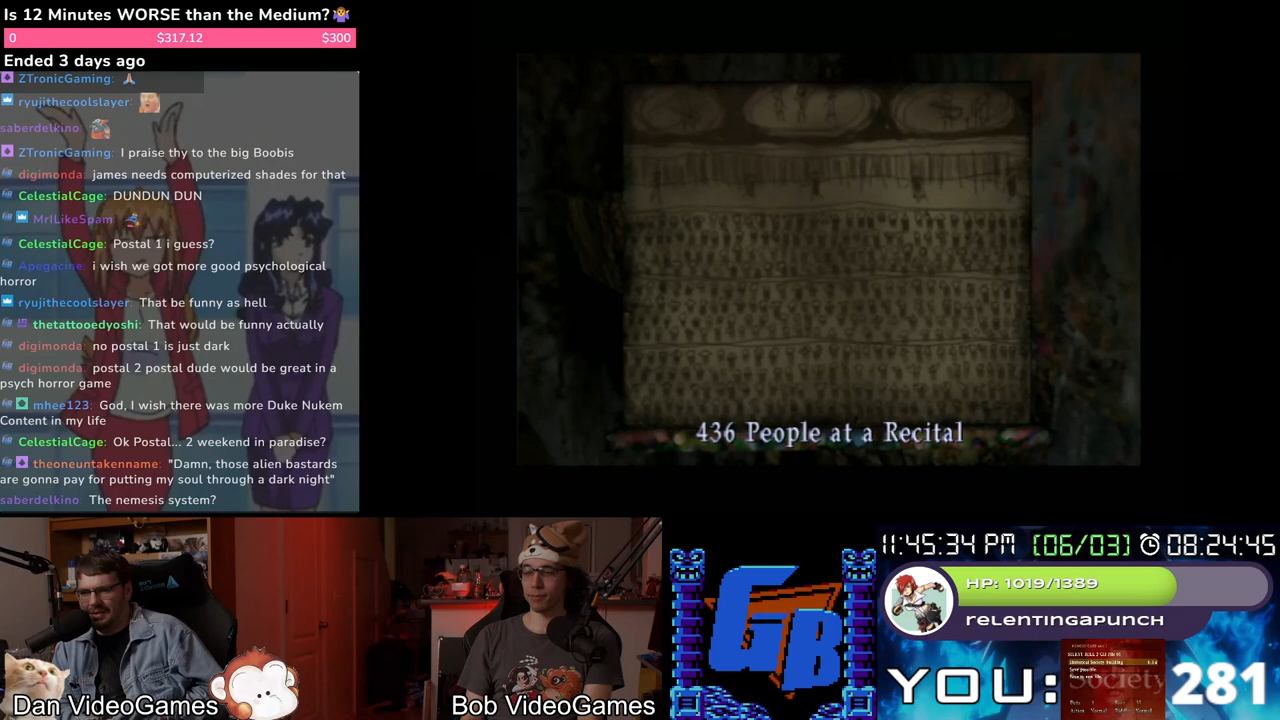 Is 12 Minutes WORSE than the Medium?🤷
0 $317.12 $300
Ended 3 days ago
ZTronicGaming: 🙏
ryujithecoolslayer:
saberdelkino
ZTronicGaming: I praise thy to the big Boobis
digimonda: james needs computerized shades for that
CelestialCage: DUNDUN DUN
MrILikeSpam
CelestialCage: Postal 1 i guess?
Apegacine: i wish we got more good psychological
horror
ryujithecoolslayer: That be funny as hell
thetattooedyoshi: That would be funny actually
digimonda: no postal 1 is just dark
digimonda: postal 2 postal dude would be great in a
psych horror game
mhee123: God, I wish there was more Duke Nukem
Content in my life
CelestialCage: Ok Postal... 2 weekend in paradise?
theoneuntakenname: "Damn, those alien bastards
are gonna pay for putting my soul through a dark night"
saberdelkino: The nemesis system?
436 People at a Recital
Dan VideoGames
Bob VideoGames
GB
11:45:34 PM [06/03] 08:24:45
HP: 1019/1389
RELENTINGAPUNCH
YOU: 281
Society